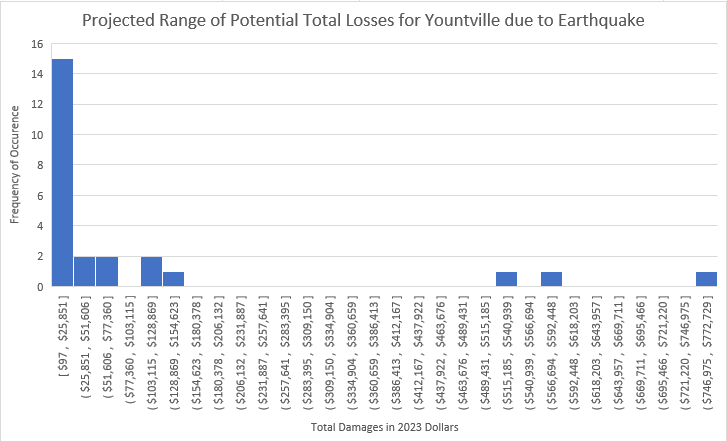 Projected Range of Potential Total Losses for Yountville due to Earthquake
16
14
12
10
8
6
4
2
0
Frequency of Occurence
[ $97 , $25,851 ]
( $25,851 , $51,606 ]
( $51,606 , $77,360 ]
( $77,360 , $103,115 ]
( $103,115 , $128,869 ]
( $128,869 , $154,623 ]
( $154,623 , $180,378 ]
( $180,378 , $206,132 ]
( $206,132 , $231,887 ]
( $231,887 , $257,641 ]
( $257,641 , $283,395 ]
( $283,395 , $309,150 ]
( $309,150 , $334,904 ]
( $334,904 , $360,659 ]
( $360,659 , $386,413 ]
( $386,413 , $412,167 ]
( $412,167 , $437,922 ]
( $437,922 , $463,676 ]
( $463,676 , $489,431 ]
( $489,431 , $515,185 ]
( $515,185 , $540,939 ]
( $540,939 , $566,694 ]
( $566,694 , $592,448 ]
( $592,448 , $618,203 ]
( $618,203 , $643,957 ]
( $643,957 , $669,711 ]
( $669,711 , $695,466 ]
( $695,466 , $721,220 ]
( $721,220 , $746,975 ]
( $746,975 , $772,729 ]
Total Damages in 2023 Dollars